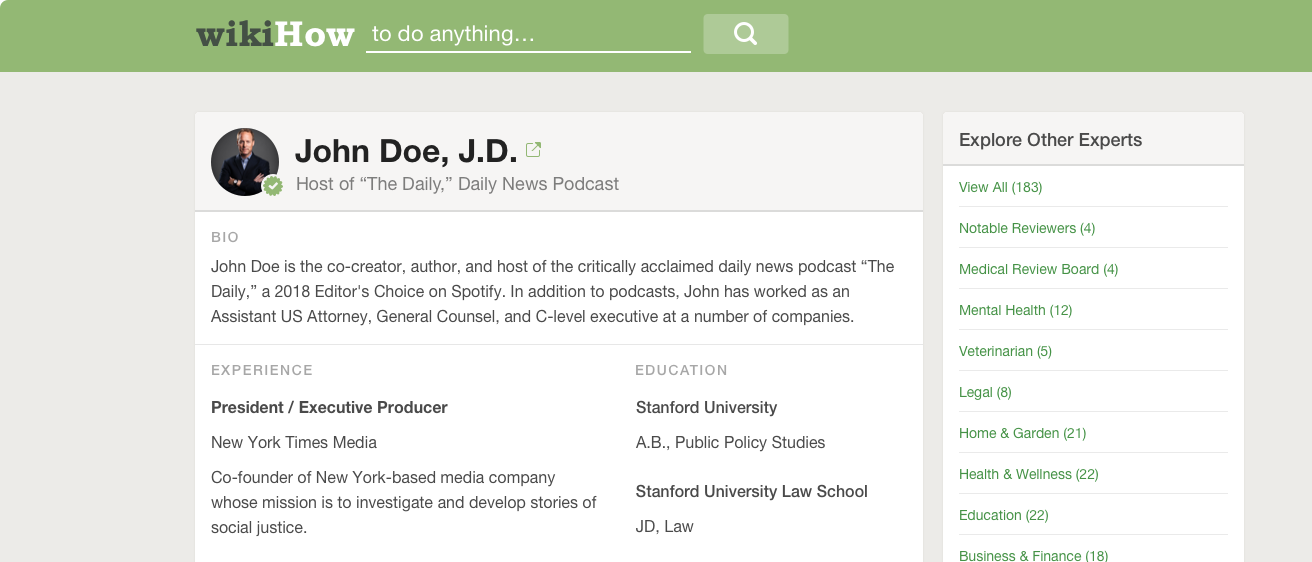 wikiHow to do anything...
John Doe, J.D.
Host of “The Daily,” Daily News Podcast
BIO
John Doe is the co-creator, author, and host of the critically acclaimed daily news podcast “The
Daily,” a 2018 Editor's Choice on Spotify. In addition to podcasts, John has worked as an
Assistant US Attorney, General Counsel, and C-level executive at a number of companies.
EXPERIENCE
President / Executive Producer
New York Times Media
Co-founder of New York-based media company
whose mission is to investigate and develop stories of
social justice.
EDUCATION
Stanford University
A.B., Public Policy Studies
Stanford University Law School
JD, Law
Explore Other Experts
View All (183)
Notable Reviewers (4)
Medical Review Board (4)
Mental Health (12)
Veterinarian (5)
Legal (8)
Home & Garden (21)
Health & Wellness (22)
Education (22)
Business & Finance (18)